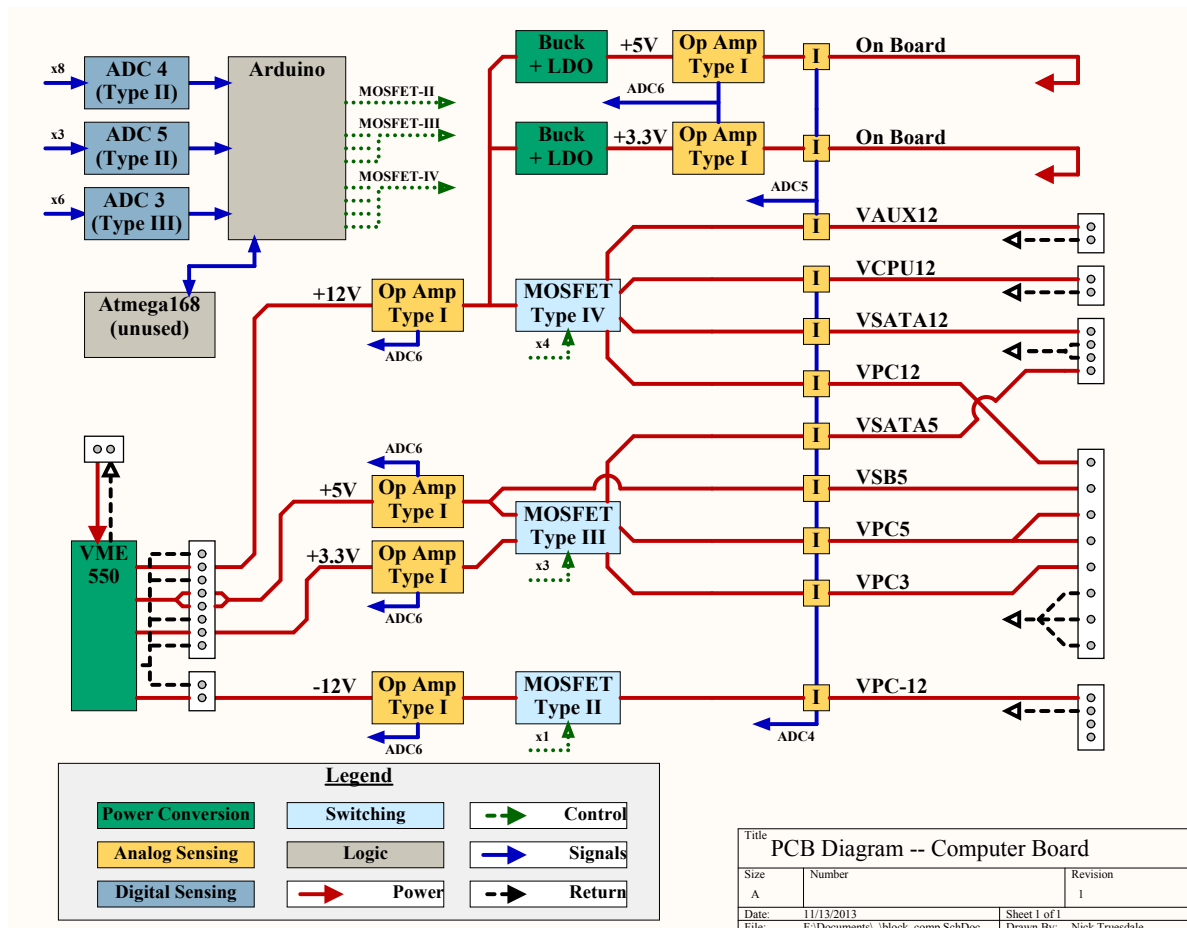 x8
ADC 4
(Type II)
x3
ADC 5
(Type II)
x6
ADC 3
(Type III)
Arduino
MOSFET-II
MOSFET-III
MOSFET-IV
Atmega168
(unused)
Buck
+ LDO
+5V
Op Amp
Type I
I
On Board
ADC6
Buck
+ LDO
+3.3V
Op Amp
Type I
I
On Board
ADC5
I
VAUX12
+12V
Op Amp
Type I
ADC6
MOSFET
Type IV
x4
I
VCPU12
I
VSATA12
I
VPC12
I
VSATA5
ADC6
+5V
Op Amp
Type I
I
VSB5
MOSFET
Type III
x3
I
VPC5
VME
550
+3.3V
Op Amp
Type I
ADC6
I
VPC3
-12V
Op Amp
Type I
ADC6
MOSFET
Type II
x1
I
VPC-12
ADC4
Legend
Power Conversion
Switching
Control
Analog Sensing
Logic
Signals
Digital Sensing
Power
Return
Title
PCB Diagram -- Computer Board
Size
Number
Revision
A
1
Date:
11/13/2013
Sheet 1 of 1
File:
E:\Documents\..\block_comp.SchDoc
Drawn By:
Nick Truesdale